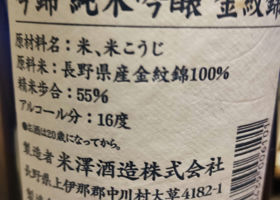 今錦 純米吟醸 金紋錦
原材料名：米、米こうじ
原料米：長野県産金紋錦100%
精米歩合：55%
アルコール分：16度
●お酒は20歳になってから。
製造者 米澤酒造株式会社
長野県上伊那郡中川村大草4182-1